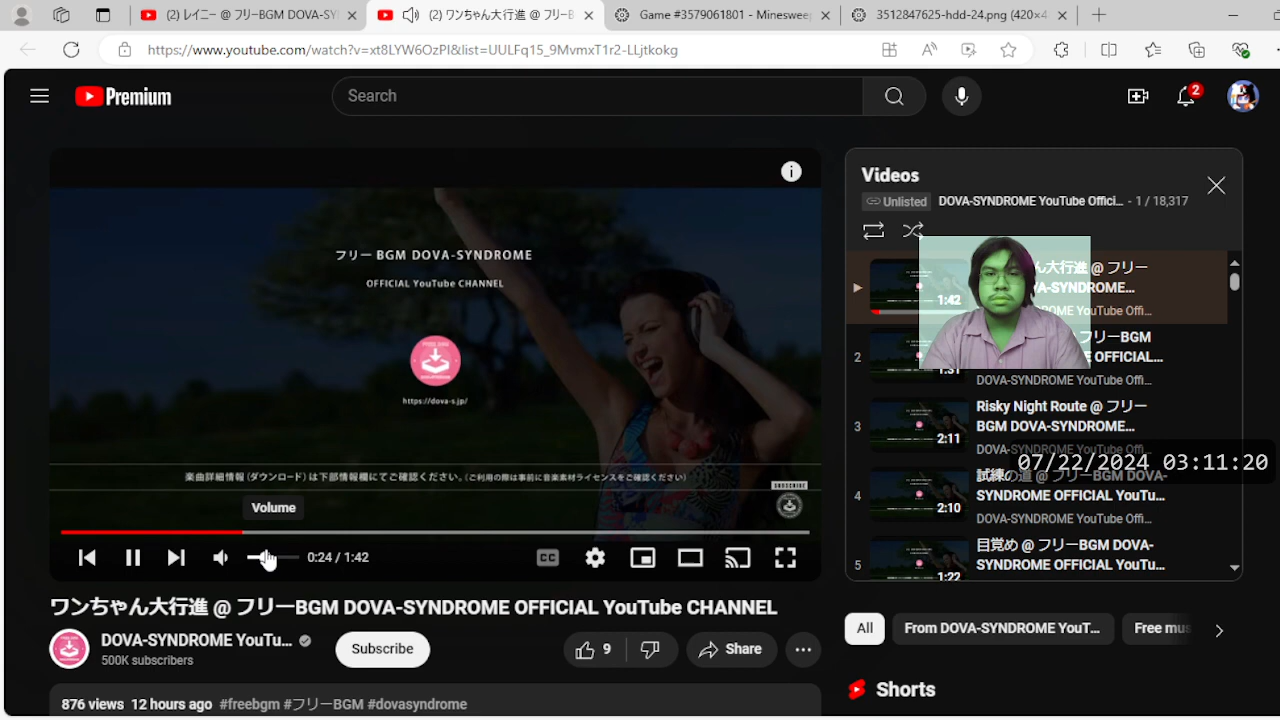 (2) レイニー @ フリーBGM DOVA-SY
(2) ワンちゃん大行進 @ フリーB
Game #3579061801 - Minesweep
3512847625-hdd-24.png (420×4
https://www.youtube.com/watch?v=xt8LYW6OzPI&list=UULFq15_9MvmxT1r2-LLjtkokg
Premium
Search
2
フリー BGM DOVA-SYNDROME
OFFICIAL YouTube CHANNEL
https://dova-s.jp/
楽曲詳細情報（ダウンロード）は下部情報欄にてご確認ください。（ご利用の際は事前に音楽素材ライセンスをご確認ください）
SUBSCRIBE
Volume
0:24 / 1:42
CC
ワンちゃん大行進 @ フリーBGM DOVA-SYNDROME OFFICIAL YouTube CHANNEL
DOVA-SYNDROME YouTu...
500K subscribers
Subscribe
9
Share
876 views 12 hours ago #freebgm #フリーBGM #dovasyndrome
Videos
Unlisted
DOVA-SYNDROME YouTube Offici... - 1 / 18,317
ん大行進 @ フリー
VA-SYNDROME...
1:42
OME YouTube Offi...
2
フリーBGM
E OFFICIAL...
1:31
DOVA-SYNDROME YouTube Offi...
3
Risky Night Route @ フリー
BGM DOVA-SYNDROME...
2:11
DOVA-SYNDROME YouTube Offi...
07/22/2024 03:11:20
4
試練の道 @ フリーBGM DOVA-
SYNDROME OFFICIAL YouTu...
2:10
DOVA-SYNDROME YouTube Offi...
5
目覚め @ フリーBGM DOVA-
SYNDROME OFFICIAL YouTu...
1:22
All
From DOVA-SYNDROME YouT...
Free mus
Shorts